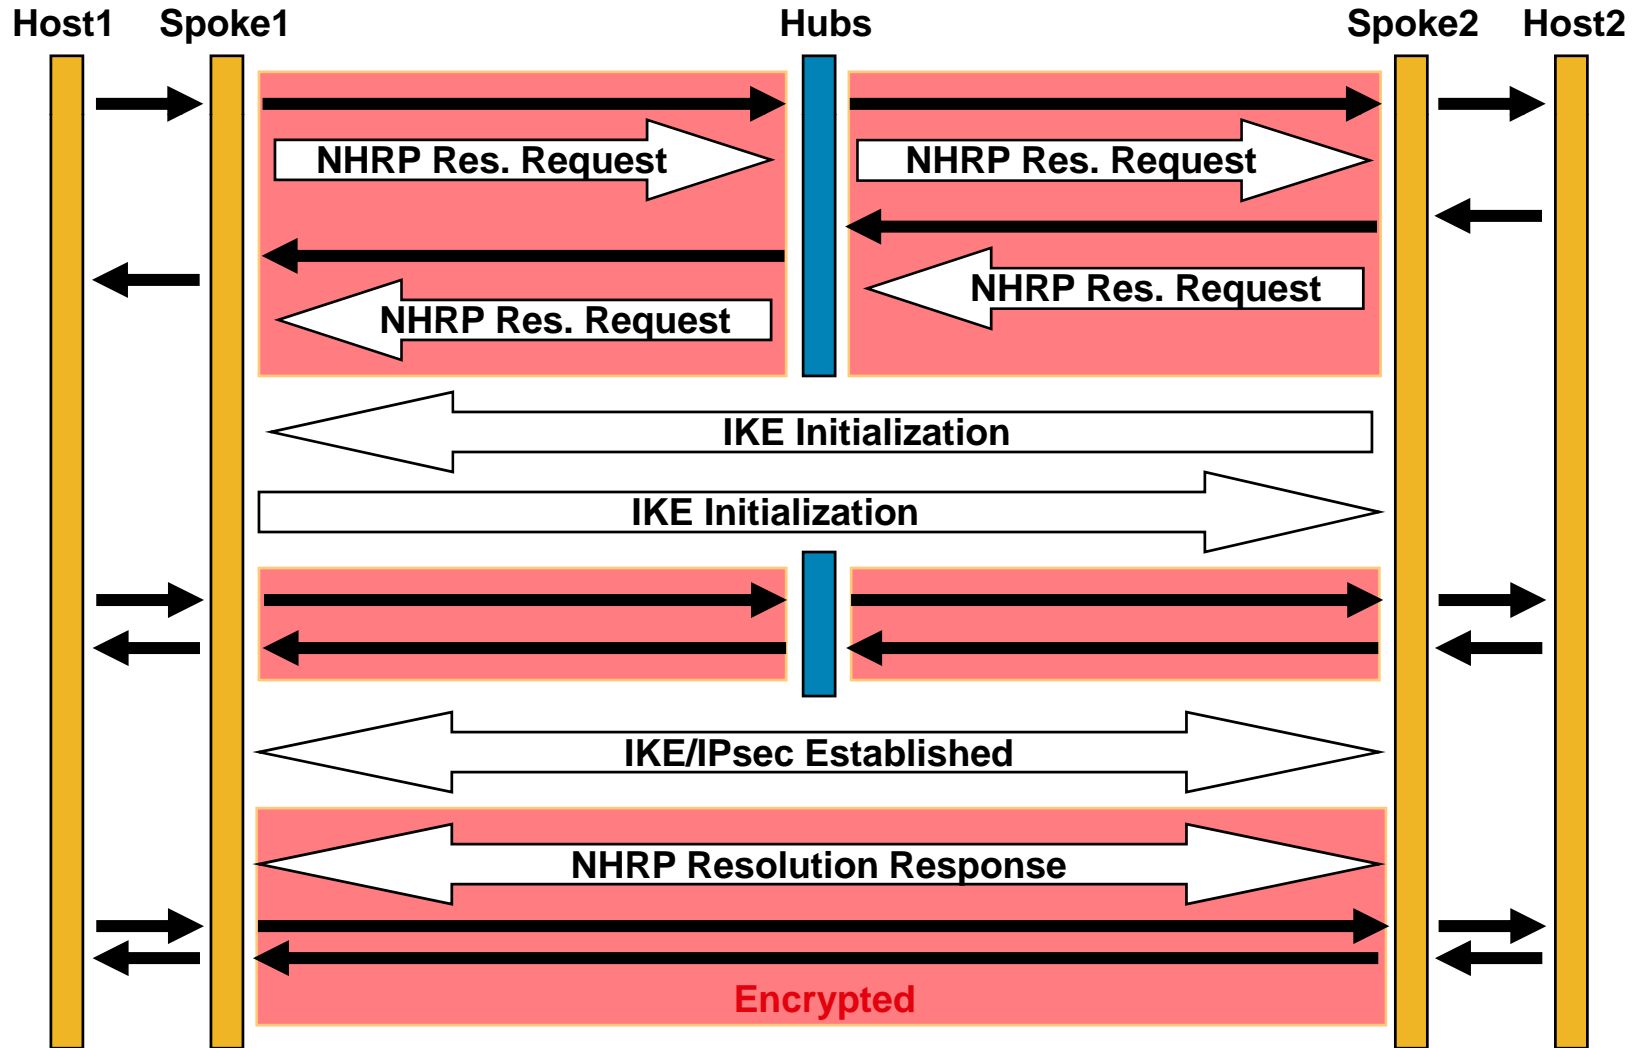 Host1 Spoke1 Hubs Spoke2 Host2
NHRP Res. Request NHRP Res. Request
NHRP Res. Request
NHRP Res. Request
IKE Initialization
IKE Initialization
IKE/IPsec Established
NHRP Resolution Response
Encrypted